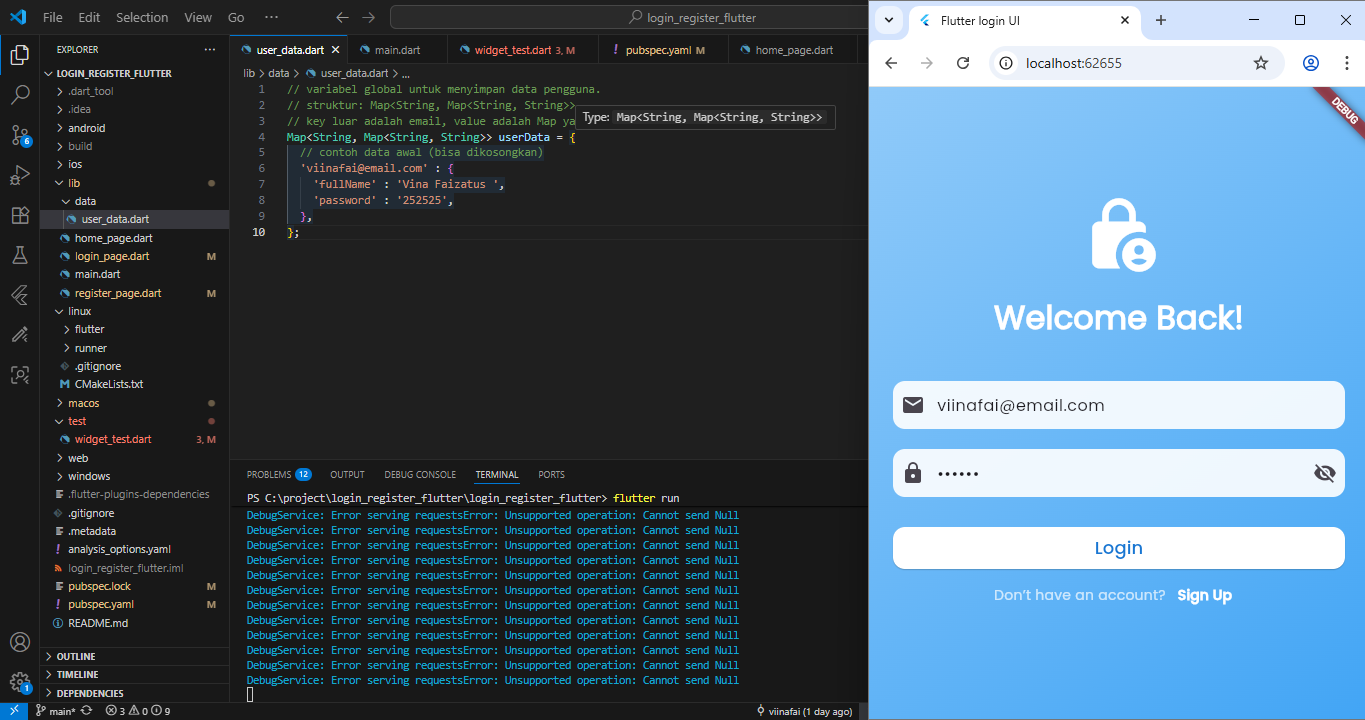 File Edit Selection View Go ··· login_register_flutter
EXPLORER ···
LOGIN_REGISTER_FLUTTER
.dart_tool
.idea
android
build
ios
lib
data
user_data.dart
home_page.dart
login_page.dart M
main.dart
register_page.dart M
linux
flutter
runner
.gitignore
CMakeLists.txt
macos
test
widget_test.dart 3, M
web
windows
.flutter-plugins-dependencies
.gitignore
.metadata
analysis_options.yaml
login_register_flutter.iml
pubspec.lock M
pubspec.yaml M
README.md
OUTLINE
TIMELINE
DEPENDENCIES
6
1
user_data.dart main.dart widget_test.dart 3, M pubspec.yaml M home_page.dart
lib > data > user_data.dart > ...
1 // variabel global untuk menyimpan data pengguna.
2 // struktur: Map<String, Map<String, String>>
3 // key luar adalah email, value adalah Map ya
Type: Map<String, Map<String, String>>
4 Map<String, Map<String, String>> userData = {
5 // contoh data awal (bisa dikosongkan)
6 'viinafai@email.com' : {
7 'fullName' : 'Vina Faizatus ',
8 'password' : '252525',
9 },
10 };
PROBLEMS 12 OUTPUT DEBUG CONSOLE TERMINAL PORTS
PS C:\project\login_register_flutter\login_register_flutter> flutter run
DebugService: Error serving requestsError: Unsupported operation: Cannot send Null
DebugService: Error serving requestsError: Unsupported operation: Cannot send Null
DebugService: Error serving requestsError: Unsupported operation: Cannot send Null
DebugService: Error serving requestsError: Unsupported operation: Cannot send Null
DebugService: Error serving requestsError: Unsupported operation: Cannot send Null
DebugService: Error serving requestsError: Unsupported operation: Cannot send Null
DebugService: Error serving requestsError: Unsupported operation: Cannot send Null
DebugService: Error serving requestsError: Unsupported operation: Cannot send Null
DebugService: Error serving requestsError: Unsupported operation: Cannot send Null
DebugService: Error serving requestsError: Unsupported operation: Cannot send Null
DebugService: Error serving requestsError: Unsupported operation: Cannot send Null
DebugService: Error serving requestsError: Unsupported operation: Cannot send Null
main* 3 0 9 viinafai (1 day ago)
Flutter login UI
localhost:62655
DEBUG
Welcome Back!
viinafai@email.com
••••••
Login
Don't have an account? Sign Up